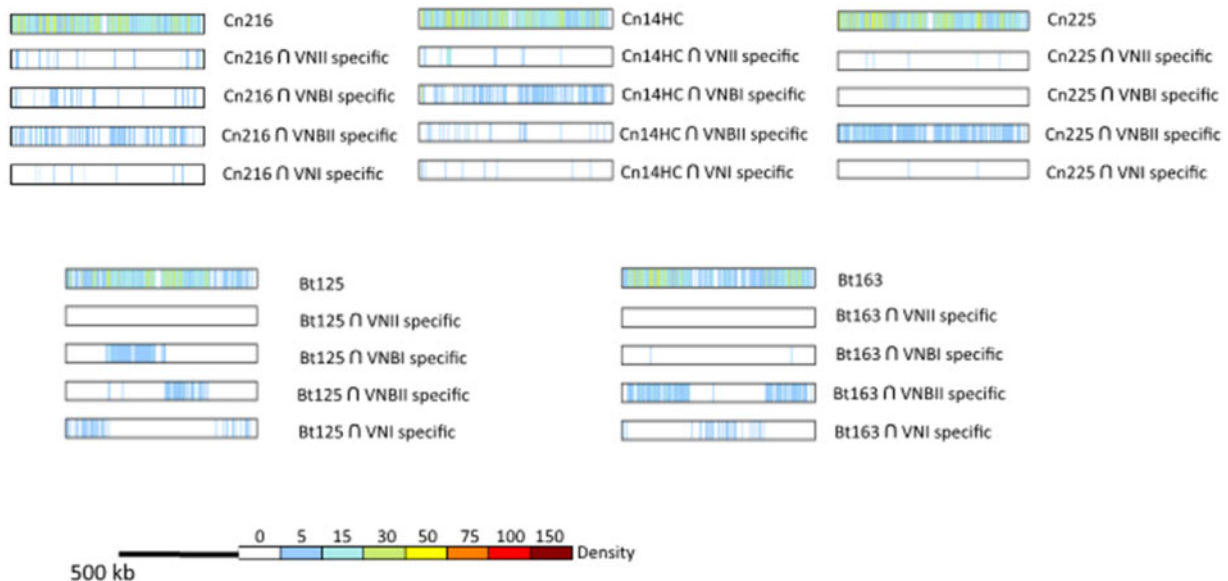 Cn216
Cn216 ∩ VNII specific
Cn216 ∩ VNBI specific
Cn216 ∩ VNBII specific
Cn216 ∩ VNI specific
Cn14HC
Cn14HC ∩ VNII specific
Cn14HC ∩ VNBI specific
Cn14HC ∩ VNBII specific
Cn14HC ∩ VNI specific
Cn225
Cn225 ∩ VNII specific
Cn225 ∩ VNBI specific
Cn225 ∩ VNBII specific
Cn225 ∩ VNI specific
Bt125
Bt125 ∩ VNII specific
Bt125 ∩ VNBI specific
Bt125 ∩ VNBII specific
Bt125 ∩ VNI specific
Bt163
Bt163 ∩ VNII specific
Bt163 ∩ VNBI specific
Bt163 ∩ VNBII specific
Bt163 ∩ VNI specific
0 5 15 30 50 75 100 150
Density
500 kb